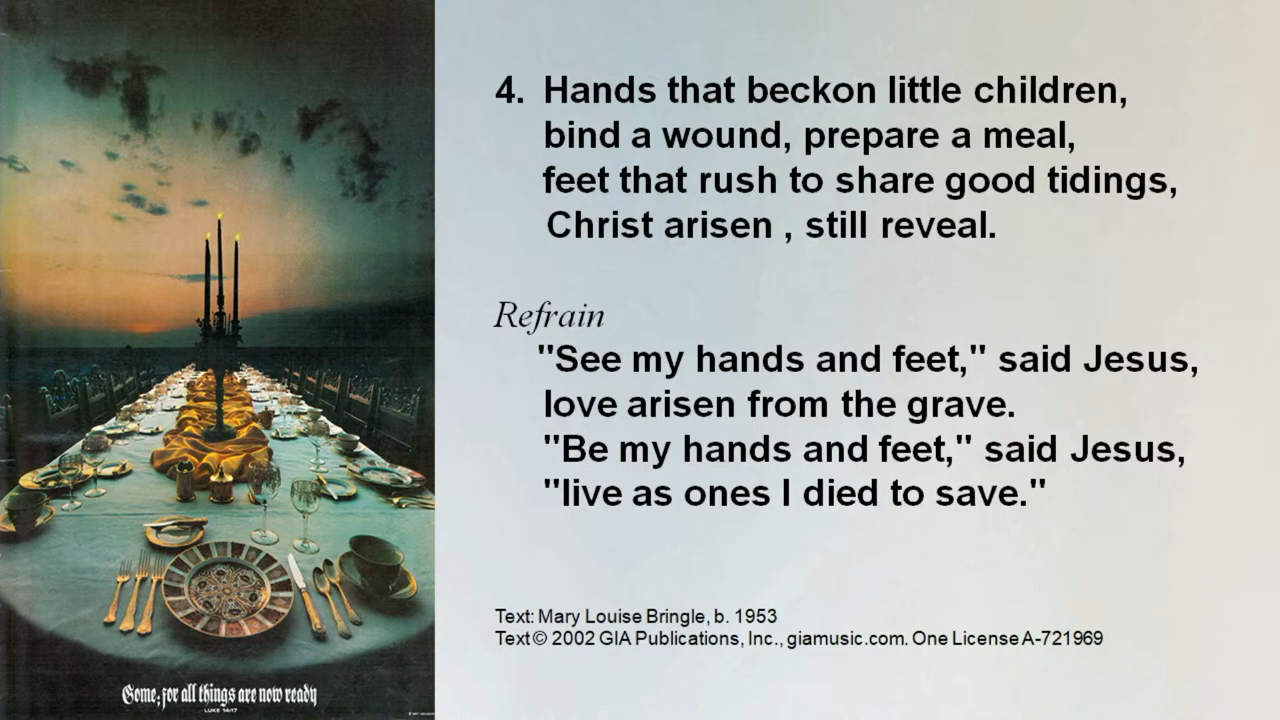 4. Hands that beckon little children,
bind a wound, prepare a meal,
feet that rush to share good tidings,
Christ arisen , still reveal.
Refrain
"See my hands and feet," said Jesus,
love arisen from the grave.
"Be my hands and feet," said Jesus,
"live as ones I died to save."
Text: Mary Louise Bringle, b. 1953
Text © 2002 GIA Publications, Inc., giamusic.com. One License A-721969
Come, for all things are now ready
LUKE 14:17